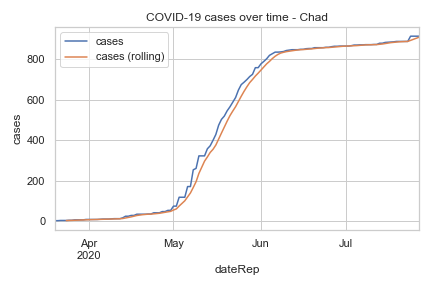 COVID-19 cases over time - Chad
cases
cases (rolling)
800
600
400
200
0
cases
Apr
2020
May
Jun
Jul
dateRep